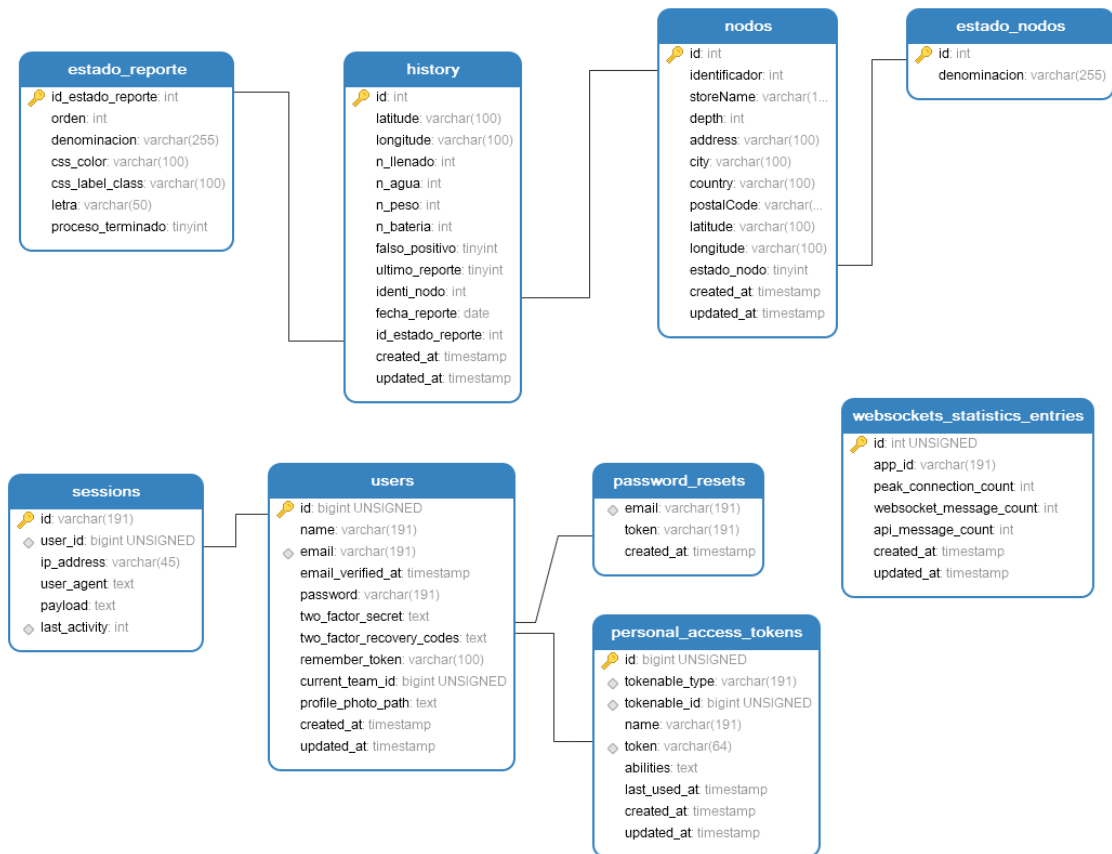 estado_reporte
id_estado_reporte: int
orden: int
denominacion: varchar(255)
css_color: varchar(100)
css_label_class: varchar(100)
letra: varchar(50)
proceso_terminado: tinyint
history
id: int
latitude: varchar(100)
longitude: varchar(100)
n_llenado: int
n_agua: int
n_peso: int
n_bateria: int
falso_positivo: tinyint
ultimo_reporte: tinyint
identi_nodo: int
fecha_reporte: date
id_estado_reporte: int
created_at: timestamp
updated_at: timestamp
nodos
id: int
identificador: int
storeName: varchar(1...
depth: int
address: varchar(100)
city: varchar(100)
country: varchar(100)
postalCode: varchar(...
latitude: varchar(100)
longitude: varchar(100)
estado_nodo: tinyint
created_at: timestamp
updated_at: timestamp
estado_nodos
id: int
denominacion: varchar(255)
sessions
id: varchar(191)
user_id: bigint UNSIGNED
ip_address: varchar(45)
user_agent: text
payload: text
last_activity: int
users
id: bigint UNSIGNED
name: varchar(191)
email: varchar(191)
email_verified_at: timestamp
password: varchar(191)
two_factor_secret: text
two_factor_recovery_codes: text
remember_token: varchar(100)
current_team_id: bigint UNSIGNED
profile_photo_path: text
created_at: timestamp
updated_at: timestamp
password_resets
email: varchar(191)
token: varchar(191)
created_at: timestamp
personal_access_tokens
id: bigint UNSIGNED
tokenable_type: varchar(191)
tokenable_id: bigint UNSIGNED
name: varchar(191)
token: varchar(64)
abilities: text
last_used_at: timestamp
created_at: timestamp
updated_at: timestamp
websockets_statistics_entries
id: int UNSIGNED
app_id: varchar(191)
peak_connection_count: int
websocket_message_count: int
api_message_count: int
created_at: timestamp
updated_at: timestamp